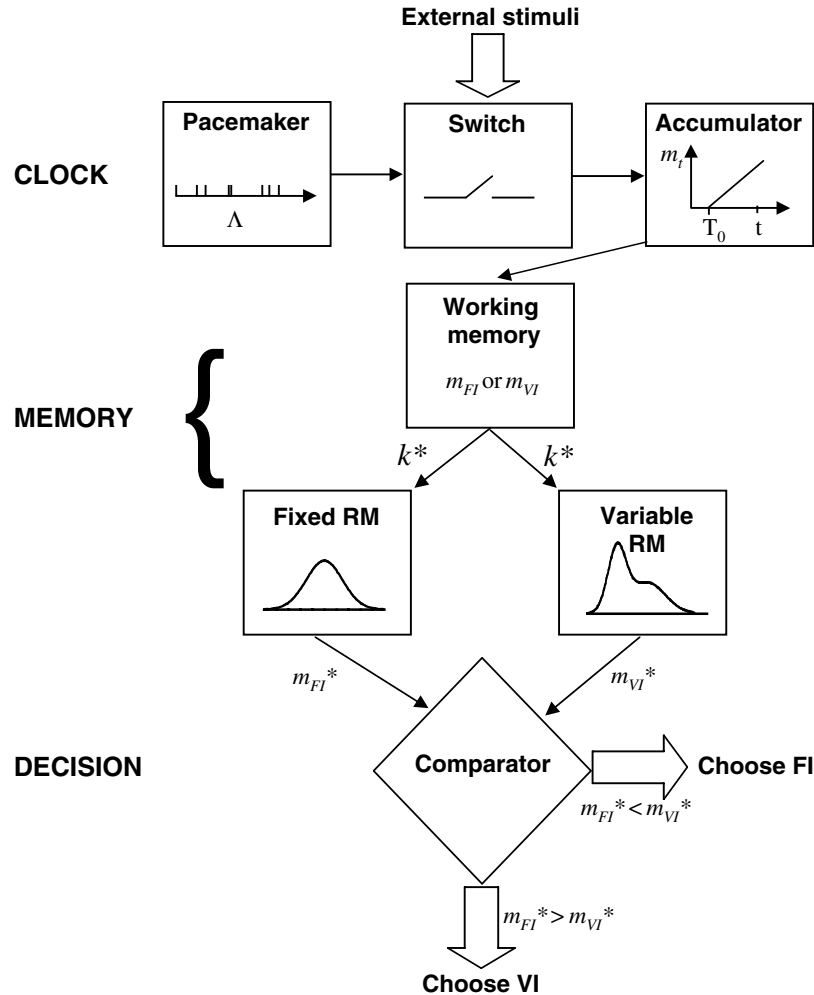 External stimuli
Pacemaker
Λ
Switch
Accumulator
m_t
T_0
t
CLOCK
Working
memory
m_FI or m_VI
MEMORY
{
k*
k*
Fixed RM
Variable
RM
m_FI*
m_VI*
DECISION
Comparator
Choose FI
m_FI* < m_VI*
m_FI* > m_VI*
Choose VI